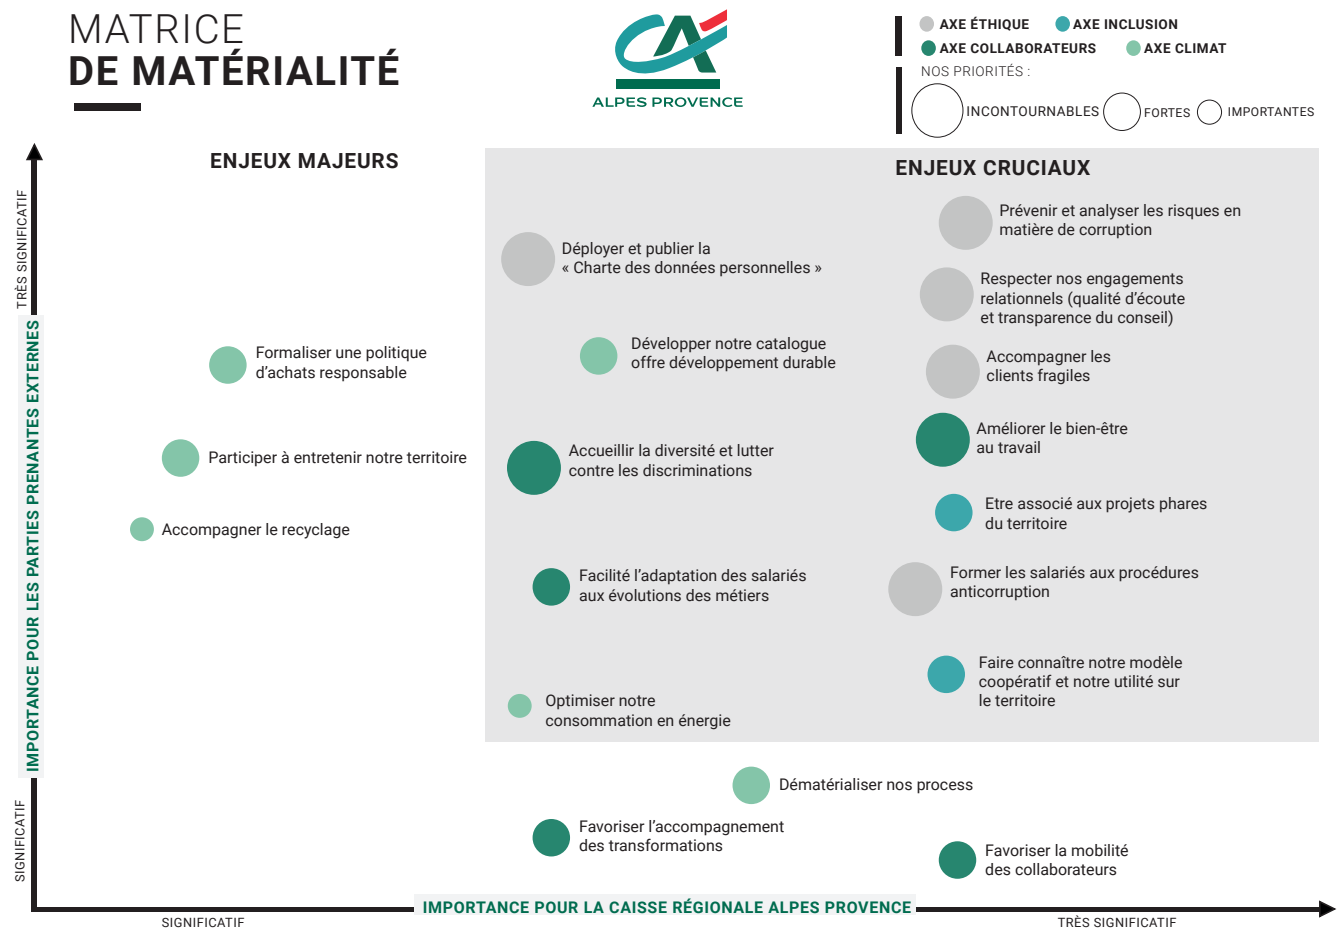 MATRICE
DE MATÉRIALITÉ
ALPES PROVENCE
AXE ÉTHIQUE
AXE INCLUSION
AXE COLLABORATEURS
AXE CLIMAT
NOS PRIORITÉS :
INCONTOURNABLES
FORTES
IMPORTANTES
ENJEUX MAJEURS
ENJEUX CRUCIAUX
TRÈS SIGNIFICATIF
IMPORTANCE POUR LES PARTIES PRENANTES EXTERNES
SIGNIFICATIF
Formaliser une politique
d’achats responsable
Participer à entretenir notre territoire
Accompagner le recyclage
Déployer et publier la
« Charte des données personnelles »
Développer notre catalogue
offre développement durable
Accueillir la diversité et lutter
contre les discriminations
Facilité l’adaptation des salariés
aux évolutions des métiers
Optimiser notre
consommation en énergie
Prévenir et analyser les risques en
matière de corruption
Respecter nos engagements
relationnels (qualité d’écoute
et transparence du conseil)
Accompagner les
clients fragiles
Améliorer le bien-être
au travail
Etre associé aux projets phares
du territoire
Former les salariés aux procédures
anticorruption
Faire connaître notre modèle
coopératif et notre utilité sur
le territoire
Dématérialiser nos process
Favoriser l’accompagnement
des transformations
Favoriser la mobilité
des collaborateurs
SIGNIFICATIF
IMPORTANCE POUR LA CAISSE RÉGIONALE ALPES PROVENCE
TRÈS SIGNIFICATIF